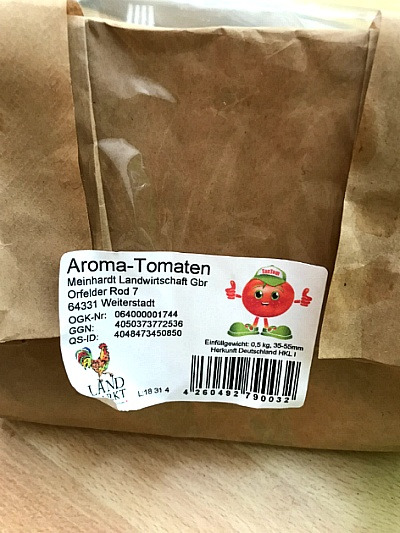 Aroma-Tomaten
Meinhardt Landwirtschaft Gbr
Orfelder Rod 7
64331 Weiterstadt
OGK-Nr: 064000001744
GGN: 4050373772536
QS-ID: 4048473450850
Einfüllgewicht: 0,5 kg, 35-55mm
Herkunft Deutschland HKL I
LAND
L 18 31 4
4 260492 790032